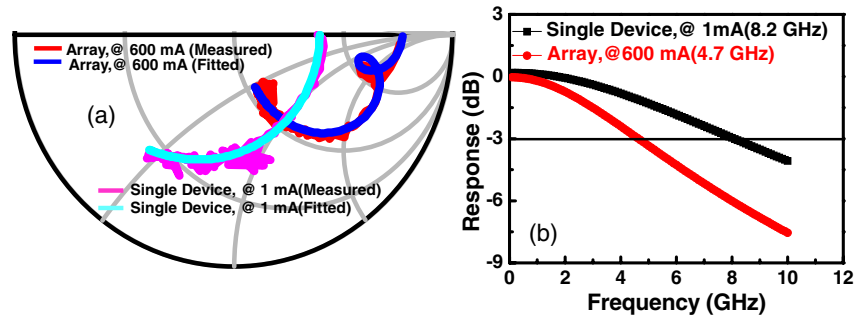 Array,@ 600 mA (Measured)
Array,@ 600 mA (Fitted)
(a)
Single Device, @ 1 mA(Measured)
Single Device, @ 1 mA(Fitted)
Single Device,@ 1mA(8.2 GHz)
Array,@600 mA(4.7 GHz)
Response (dB)
3
0
-3
-6
-9
(b)
0 2 4 6 8 10 12
Frequency (GHz)